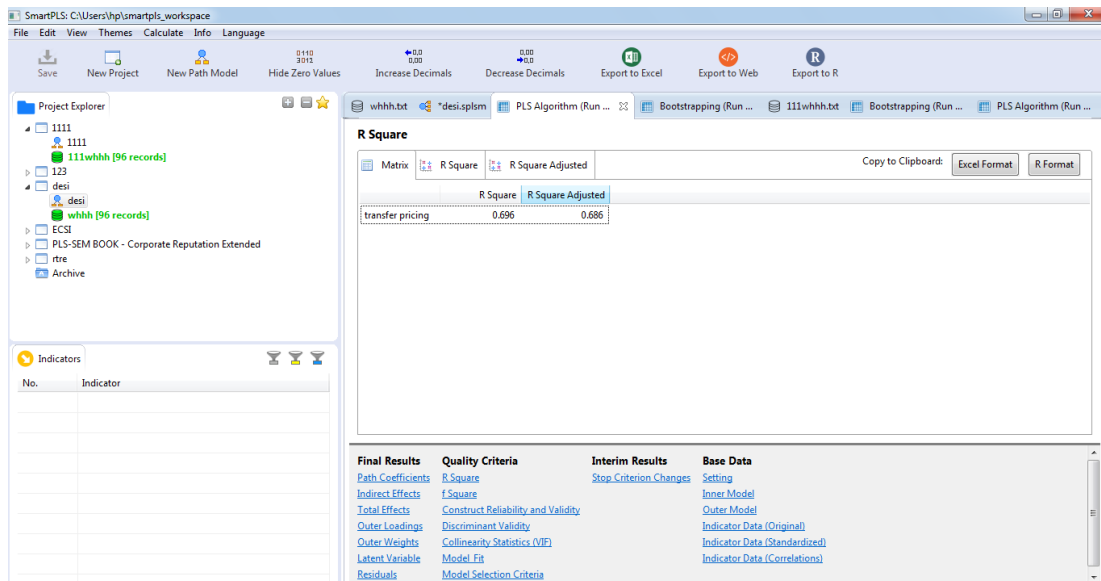 SmartPLS: C:\Users\hp\smartpls_workspace
File Edit View Themes Calculate Info Language
Save New Project New Path Model Hide Zero Values Increase Decimals Decrease Decimals Export to Excel Export to Web Export to R
Project Explorer
1111
1111
111whhh [96 records]
123
desi
desi
whhh [96 records]
ECSI
PLS-SEM BOOK - Corporate Reputation Extended
rtre
Archive
Indicators
No. Indicator
whhh.txt *desi.splsm PLS Algorithm (Run ... Bootstrapping (Run ... 111whhh.txt Bootstrapping (Run ... PLS Algorithm (Run ...
R Square
Matrix R Square R Square Adjusted Copy to Clipboard: Excel Format R Format
R Square R Square Adjusted
transfer pricing 0.696 0.686
Final Results Quality Criteria Interim Results Base Data
Path Coefficients R Square Stop Criterion Changes Setting
Indirect Effects f Square Inner Model
Total Effects Construct Reliability and Validity Outer Model
Outer Loadings Discriminant Validity Indicator Data (Original)
Outer Weights Collinearity Statistics (VIF) Indicator Data (Standardized)
Latent Variable Model_Fit Indicator Data (Correlations)
Residuals Model Selection Criteria